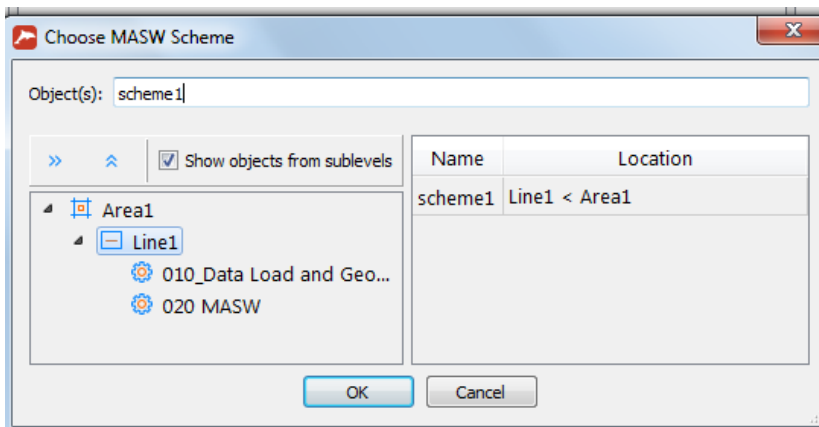 Choose MASW Scheme
Object(s): scheme1
Show objects from sublevels
Name Location
scheme1 Line1 < Area1
Area1
Line1
010_Data Load and Geo...
020 MASW
OK Cancel